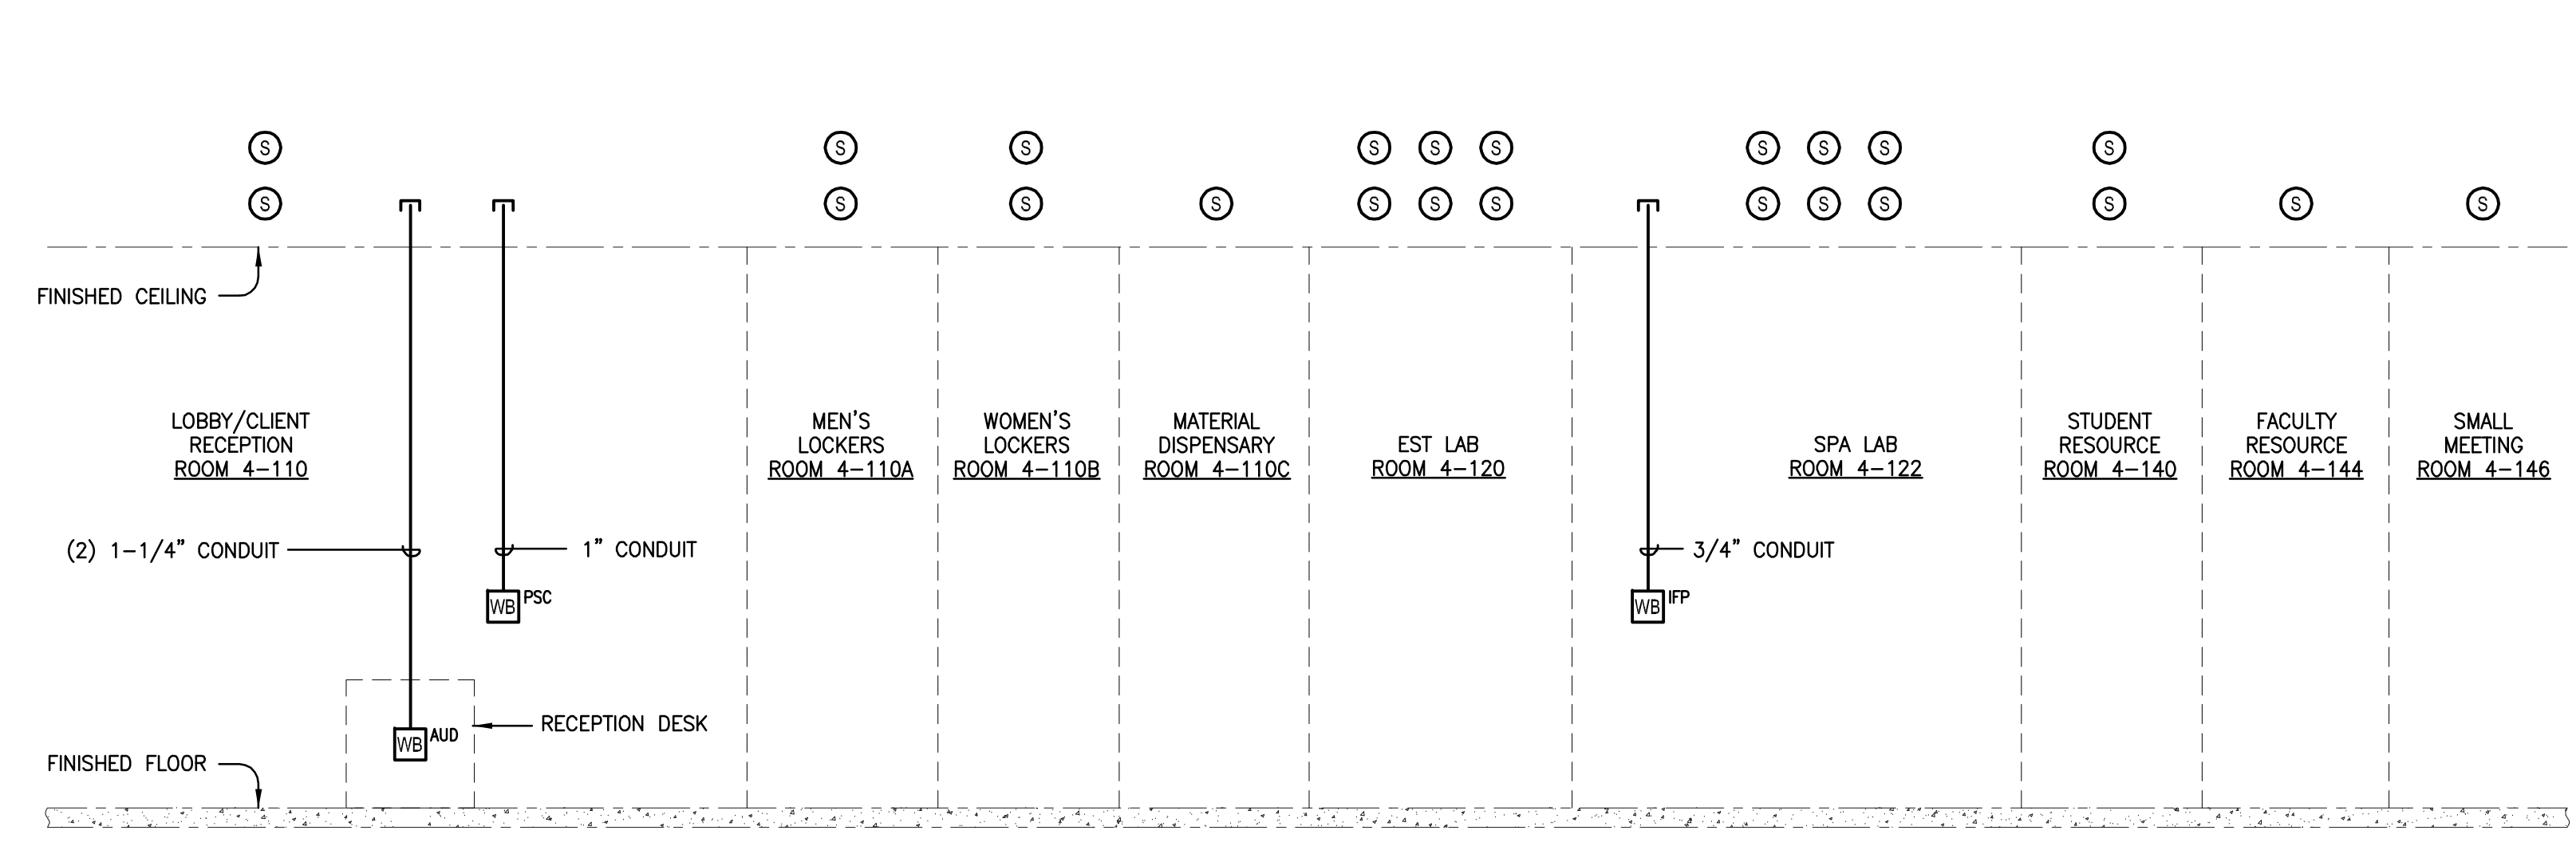 S S S S S S S S S S
S S S S S S S S S S S S S S
FINISHED CEILING
LOBBY/CLIENT
RECEPTION
ROOM 4-110
MEN'S
LOCKERS
ROOM 4-110A
WOMEN'S
LOCKERS
ROOM 4-110B
MATERIAL
DISPENSARY
ROOM 4-110C
EST LAB
ROOM 4-120
SPA LAB
ROOM 4-122
STUDENT
RESOURCE
ROOM 4-140
FACULTY
RESOURCE
ROOM 4-144
SMALL
MEETING
ROOM 4-146
(2) 1-1/4" CONDUIT
1" CONDUIT
3/4" CONDUIT
WB PSC
WB IFP
RECEPTION DESK
WB AUD
FINISHED FLOOR